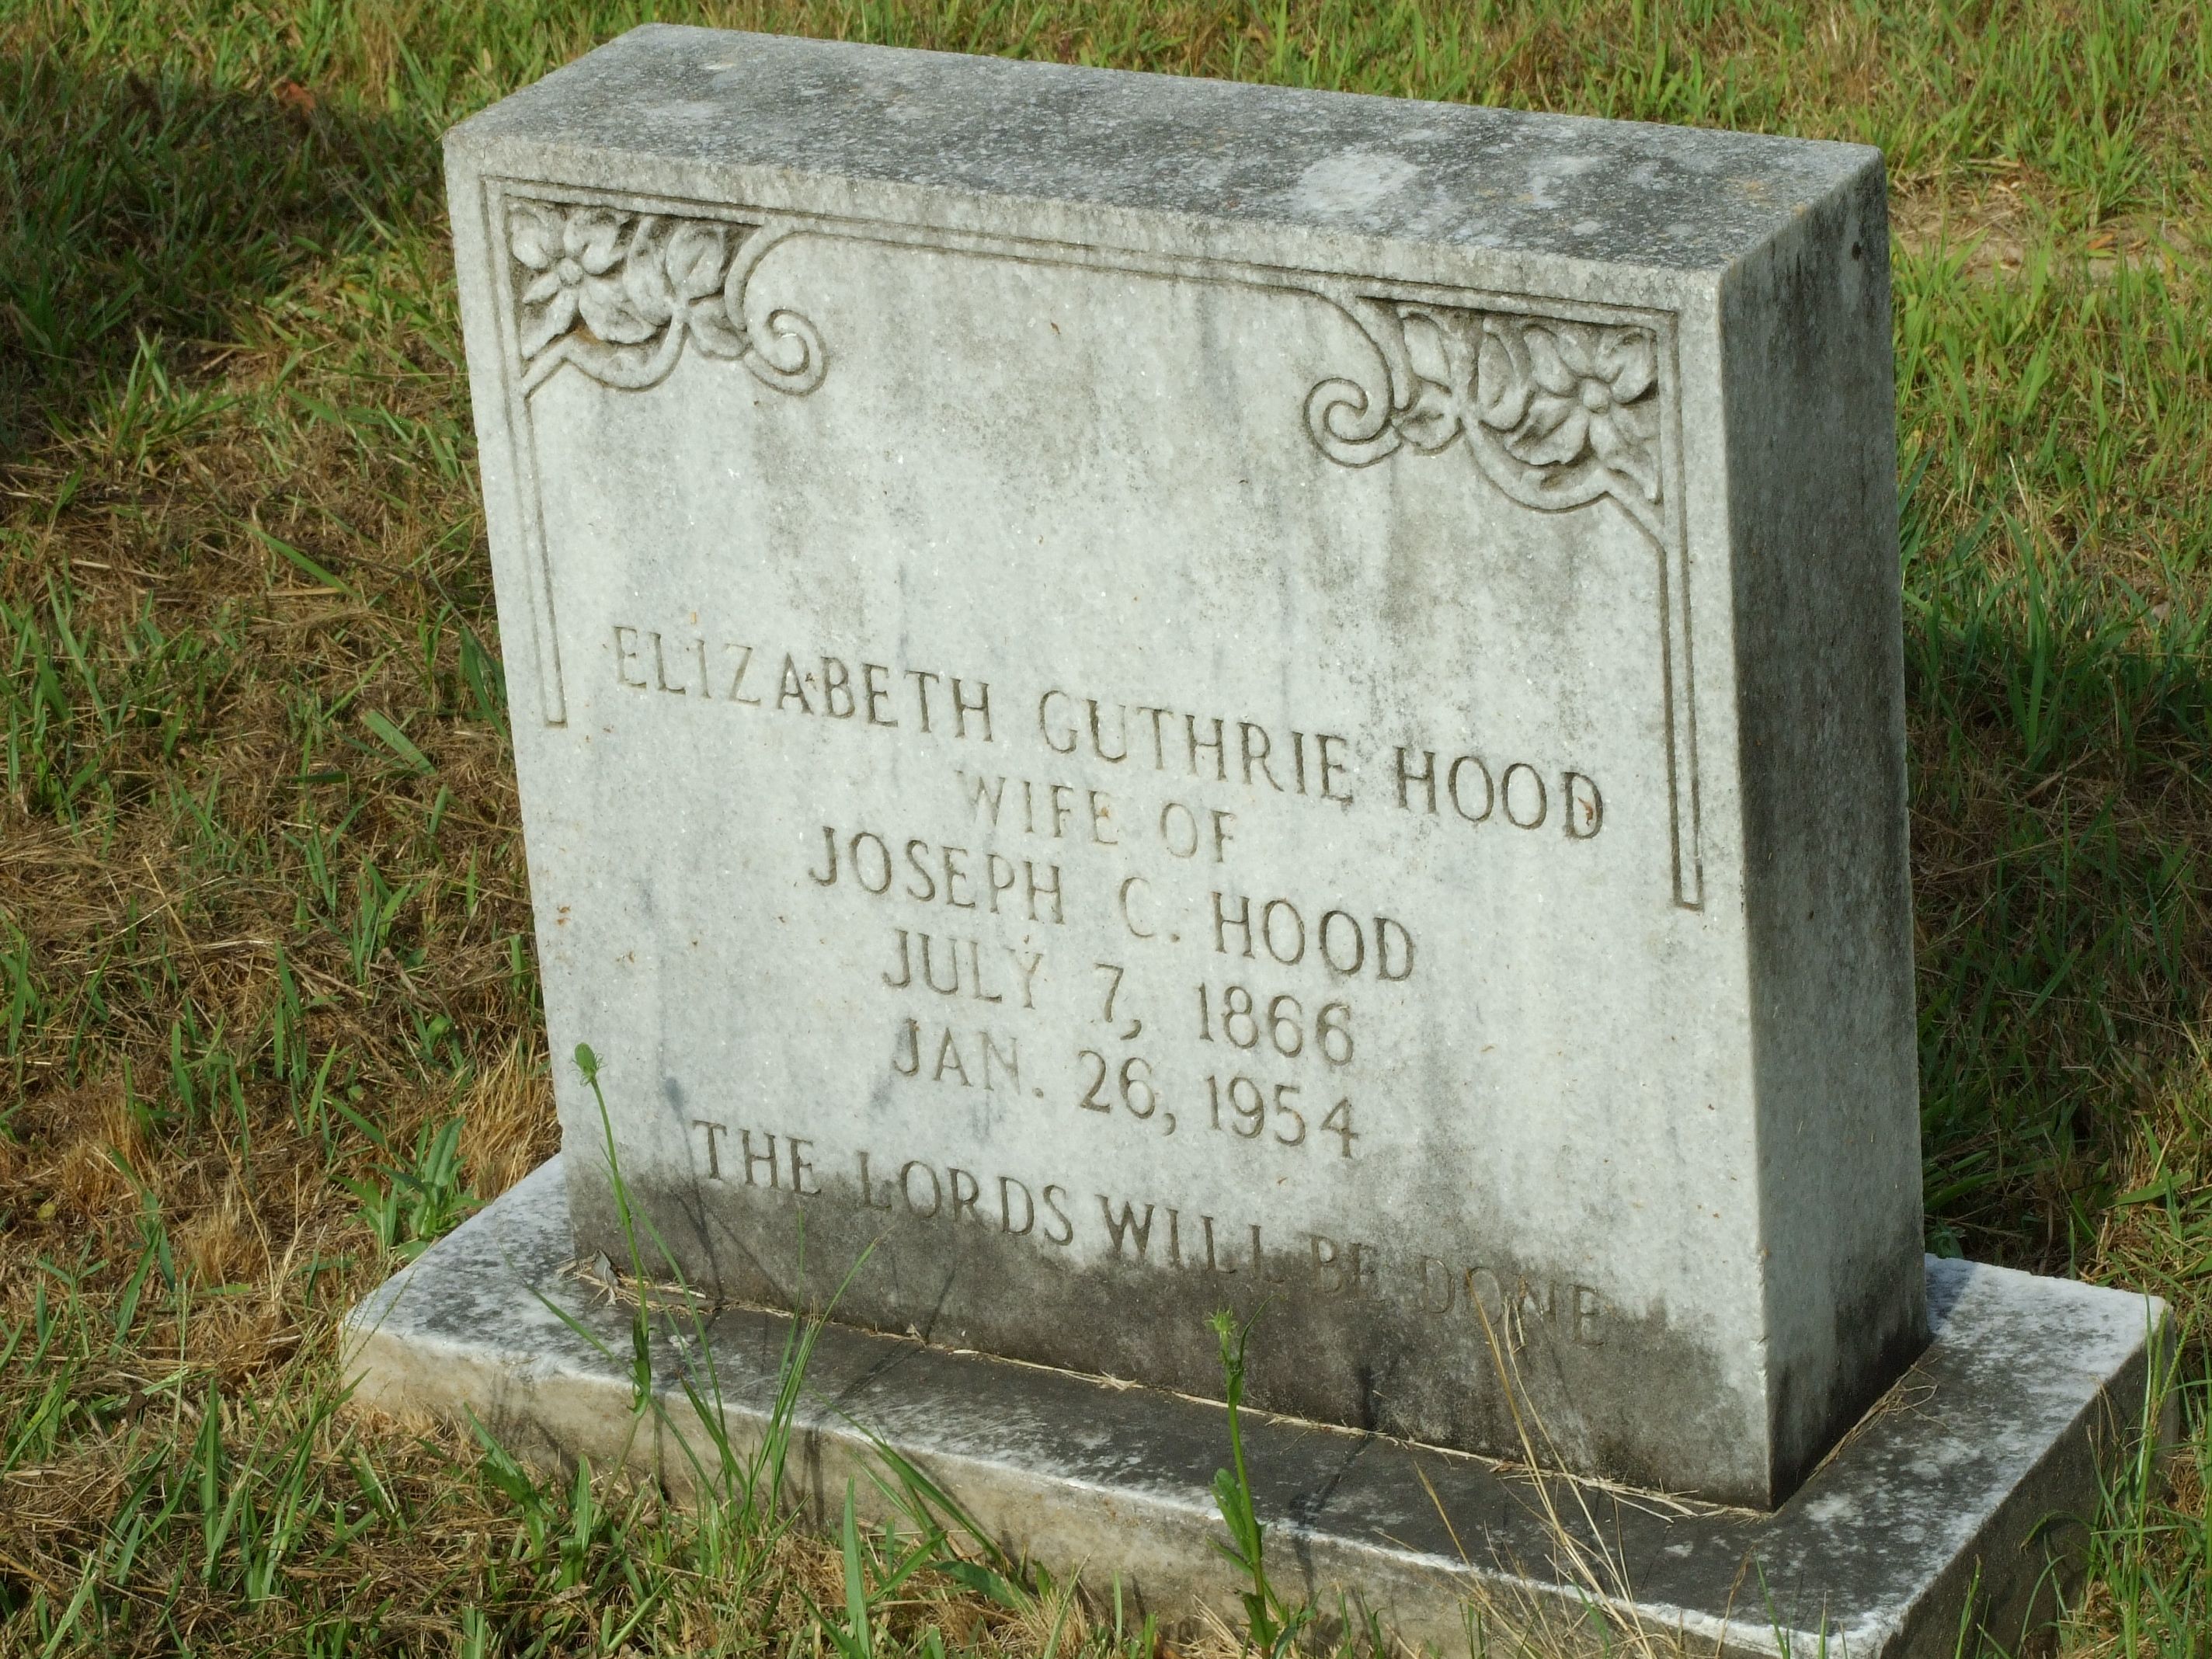 ELIZABETH GUTHRIE HOOD
WIFE OF
JOSEPH C. HOOD
JULY 7, 1866
JAN. 26, 1954
THE LORDS WILL BE DONE